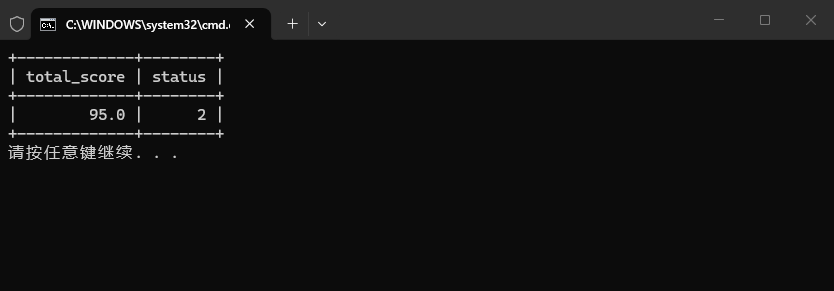 C:\WINDOWS\system32\cmd.
+-------------+--------+
| total_score | status |
+-------------+--------+
|        95.0 |      2 |
+-------------+--------+
请按任意键继续. . .